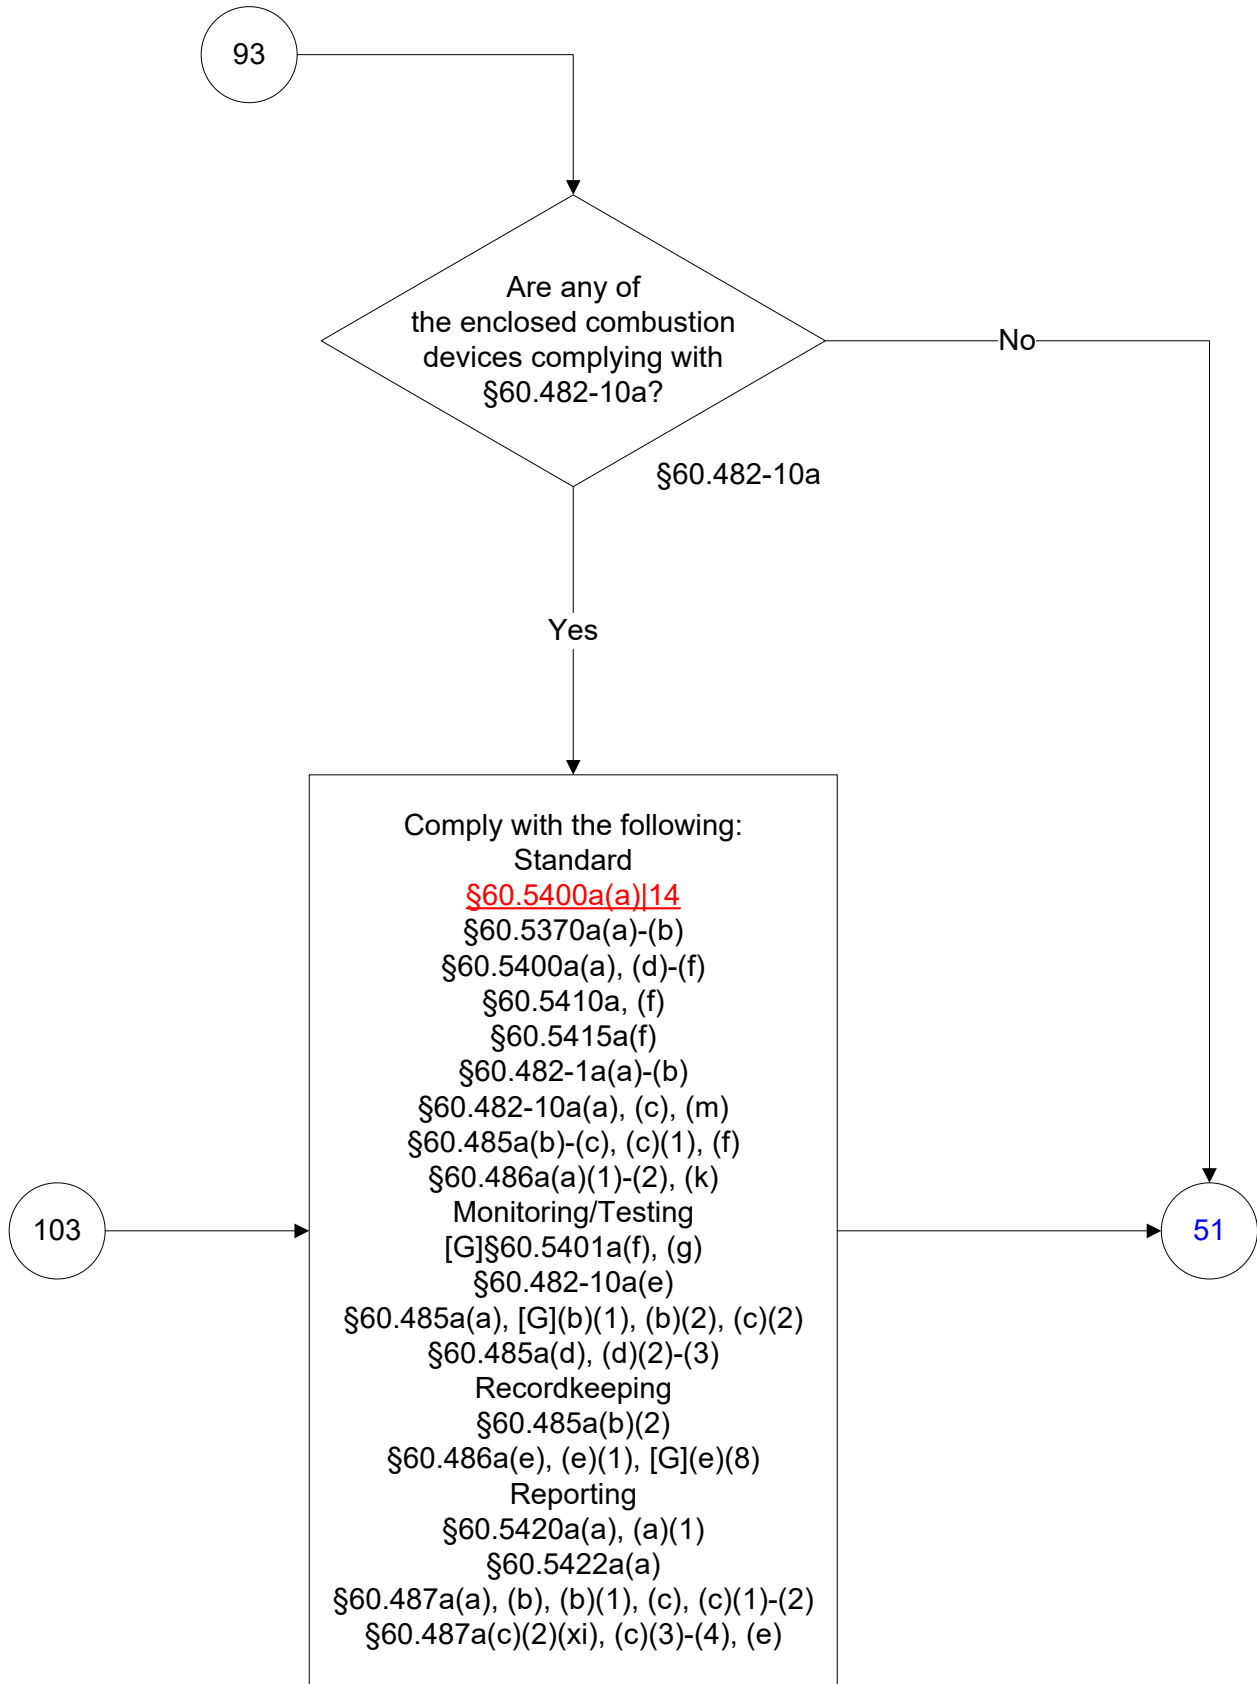 93
Are any of
the enclosed combustion
devices complying with
§60.482-10a?
No
§60.482-10a
Yes
Comply with the following:
Standard
§60.5400a(a)|14
§60.5370a(a)-(b)
§60.5400a(a), (d)-(f)
§60.5410a, (f)
§60.5415a(f)
§60.482-1a(a)-(b)
§60.482-10a(a), (c), (m)
§60.485a(b)-(c), (c)(1), (f)
§60.486a(a)(1)-(2), (k)
Monitoring/Testing
[G]§60.5401a(f), (g)
§60.482-10a(e)
§60.485a(a), [G](b)(1), (b)(2), (c)(2)
§60.485a(d), (d)(2)-(3)
Recordkeeping
§60.485a(b)(2)
§60.486a(e), (e)(1), [G](e)(8)
Reporting
§60.5420a(a), (a)(1)
§60.5422a(a)
§60.487a(a), (b), (b)(1), (c), (c)(1)-(2)
§60.487a(c)(2)(xi), (c)(3)-(4), (e)
103
51